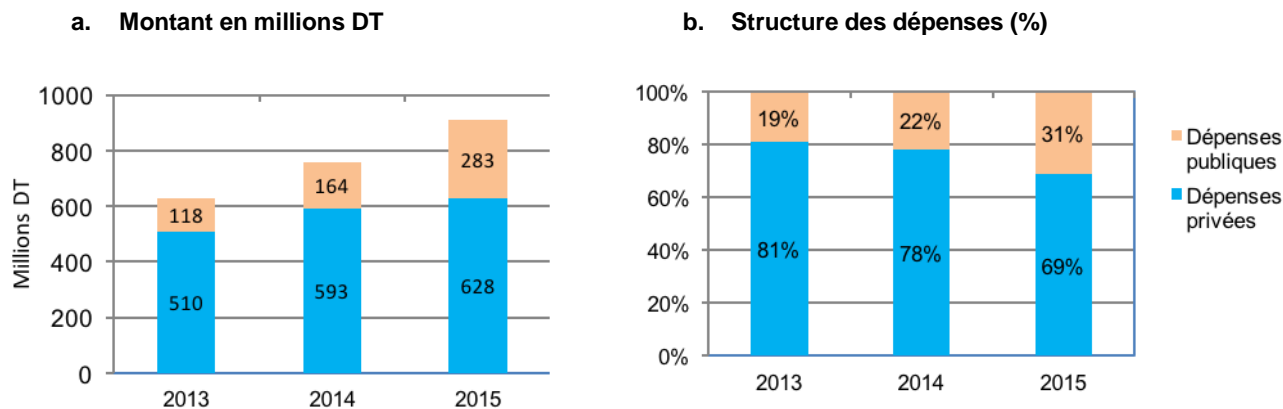 a. Montant en millions DT
1000
800
600
400
200
0
Millions DT
118
510
164
593
283
628
2013 2014 2015
b. Structure des dépenses (%)
100%
80%
60%
40%
20%
0%
19%
81%
22%
78%
31%
69%
2013 2014 2015
Dépenses
publiques
Dépenses
privées